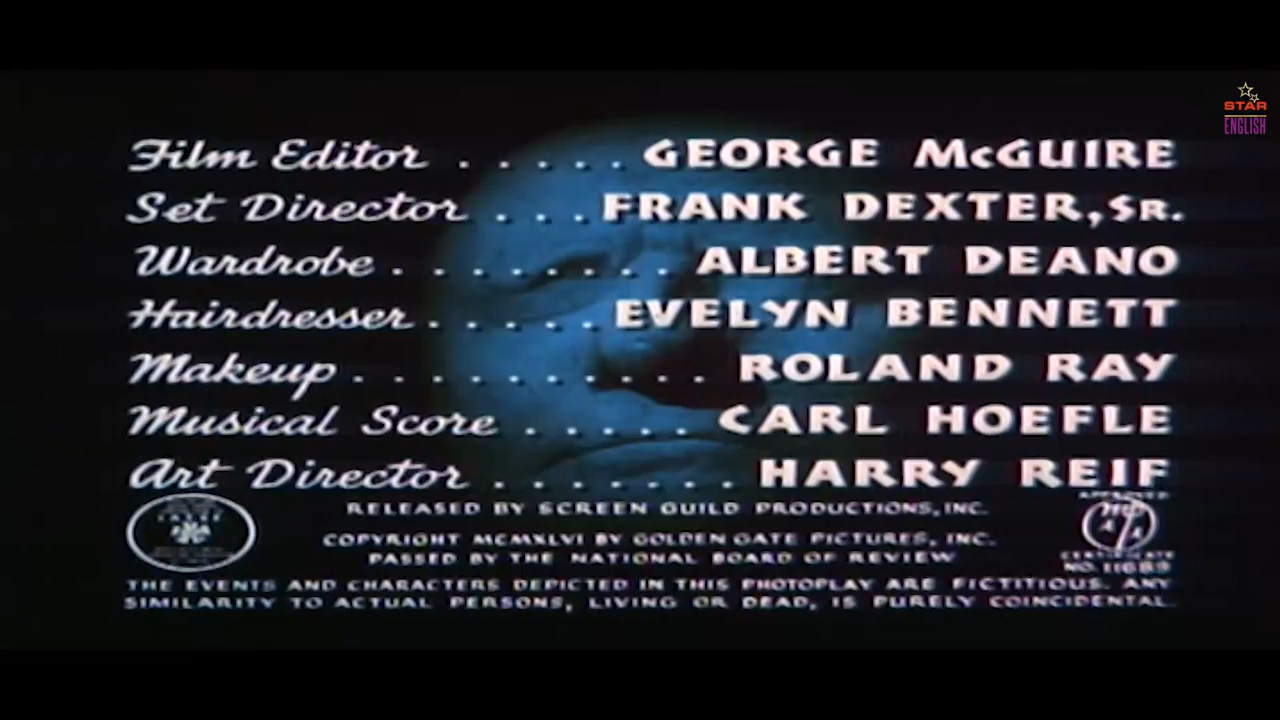 STAR
ENGLISH
Film Editor . . . . . GEORGE McGUIRE
Set Director . . . FRANK DEXTER, SR.
Wardrobe . . . . . . . . ALBERT DEANO
Hairdresser . . . . . EVELYN BENNETT
Makeup . . . . . . . . . . ROLAND RAY
Musical Score . . . . . CARL HOEFLE
Art Director . . . . . . . HARRY REIF
RELEASED BY SCREEN GUILD PRODUCTIONS, INC.
COPYRIGHT MCMXLVI BY GOLDEN GATE PICTURES, INC.
PASSED BY THE NATIONAL BOARD OF REVIEW
APPROVED
CERTIFICATE
NO.
THE EVENTS AND CHARACTERS DEPICTED IN THIS PHOTOPLAY ARE FICTITIOUS. ANY
SIMILARITY TO ACTUAL PERSONS, LIVING OR DEAD, IS PURELY COINCIDENTAL.